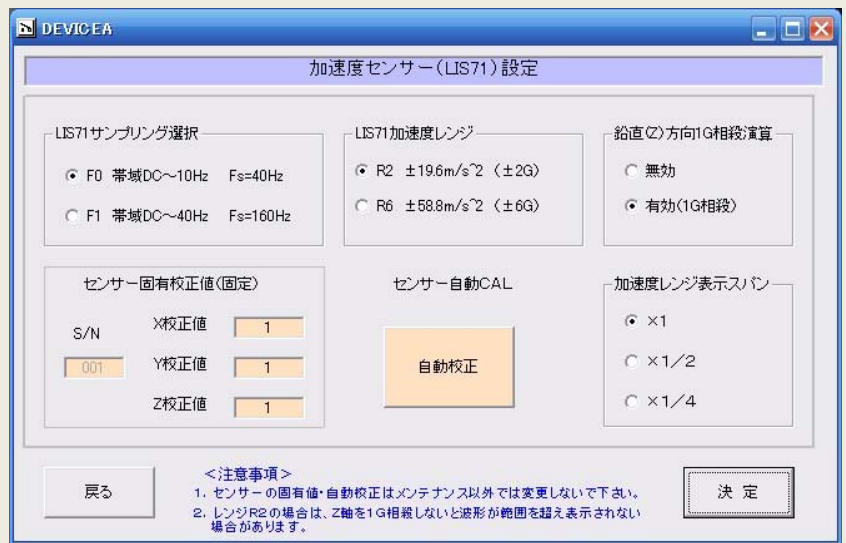 DEVICEA
加速度センサー(LIS71)設定
LIS71サンプリング選択
F0 帯域DC～10Hz Fs=40Hz
F1 帯域DC～40Hz Fs=160Hz
LIS71加速度レンジ
R2 ±19.6m/s^2 (±2G)
R6 ±58.8m/s^2 (±6G)
鉛直(Z)方向1G相殺演算
無効
有効(1G相殺)
センサー固有校正値(固定)
S/N
001
X校正値 1
Y校正値 1
Z校正値 1
センサー自動CAL
自動校正
加速度レンジ表示スパン
×1
×1/2
×1/4
戻る
＜注意事項＞
1. センサーの固有値・自動校正はメンテナンス以外では変更しないで下さい。
2. レンジR2の場合は、Z軸を1G相殺しないと波形が範囲を超え表示されない
場合があります。
決 定